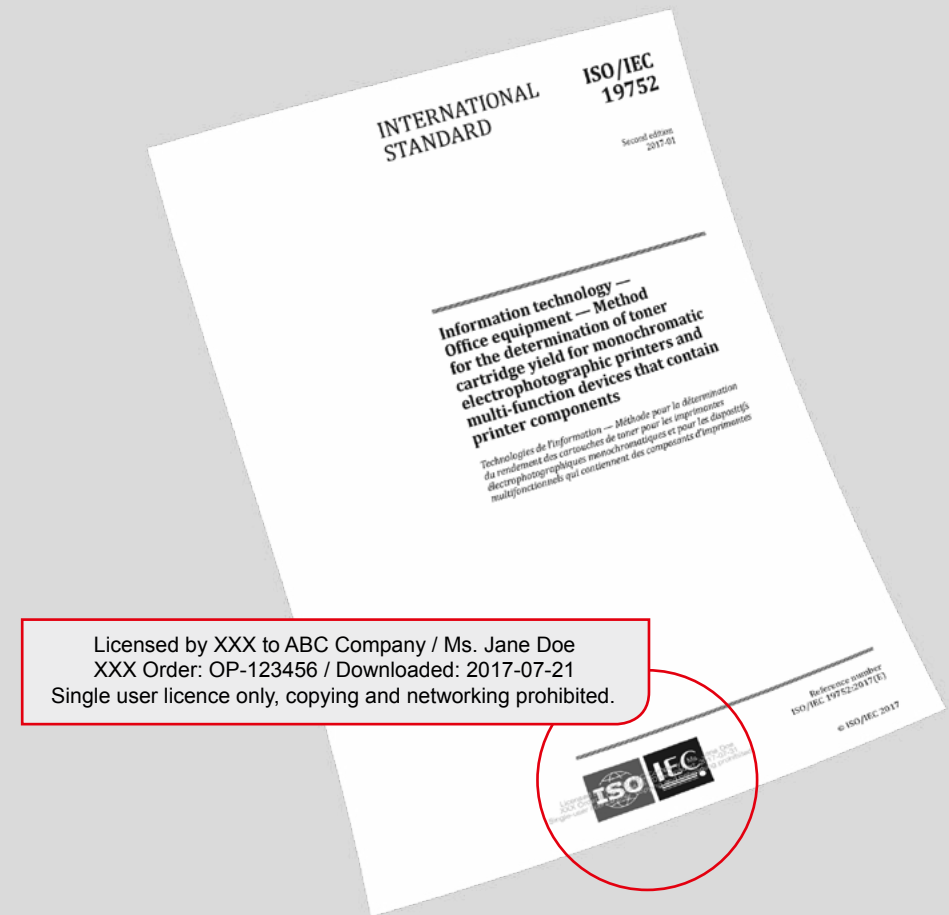 INTERNATIONAL
STANDARD
ISO/IEC
19752
Second edition
2017-01
Information technology —
Office equipment — Method
for the determination of toner
cartridge yield for monochromatic
electrophotographic printers and
multi-function devices that contain
printer components
Technologies de l'information — Méthode pour la détermination
du rendement des cartouches de toner pour les imprimantes
électrophotographiques monochromatiques et pour les dispositifs
multifonctionnels qui contiennent des composants d'imprimantes
Licensed by XXX to ABC Company / Ms. Jane Doe
XXX Order: OP-123456 / Downloaded: 2017-07-21
Single user licence only, copying and networking prohibited.
Reference number
ISO/IEC 19752:2017(E)
© ISO/IEC 2017
ISO
IEC